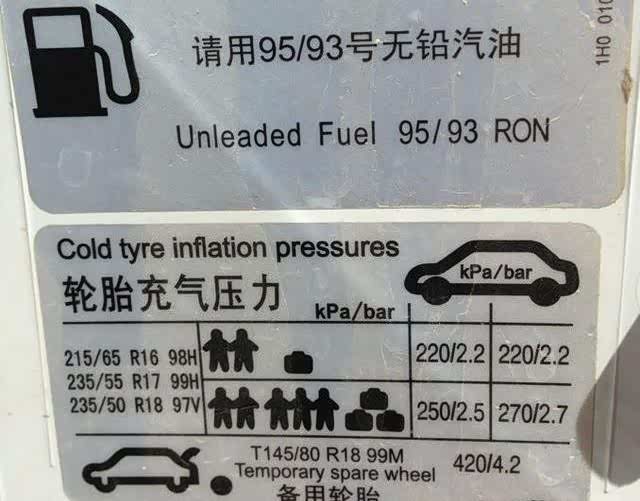 请用95/93号无铅汽油
1H0 010
Unleaded Fuel 95/93 RON
Cold tyre inflation pressures
轮胎充气压力
kPa/bar
kPa/bar
215/65 R16 98H
235/55 R17 99H
235/50 R18 97V
220/2.2 220/2.2
250/2.5 270/2.7
T145/80 R18 99M
Temporary spare wheel
420/4.2
备用轮胎